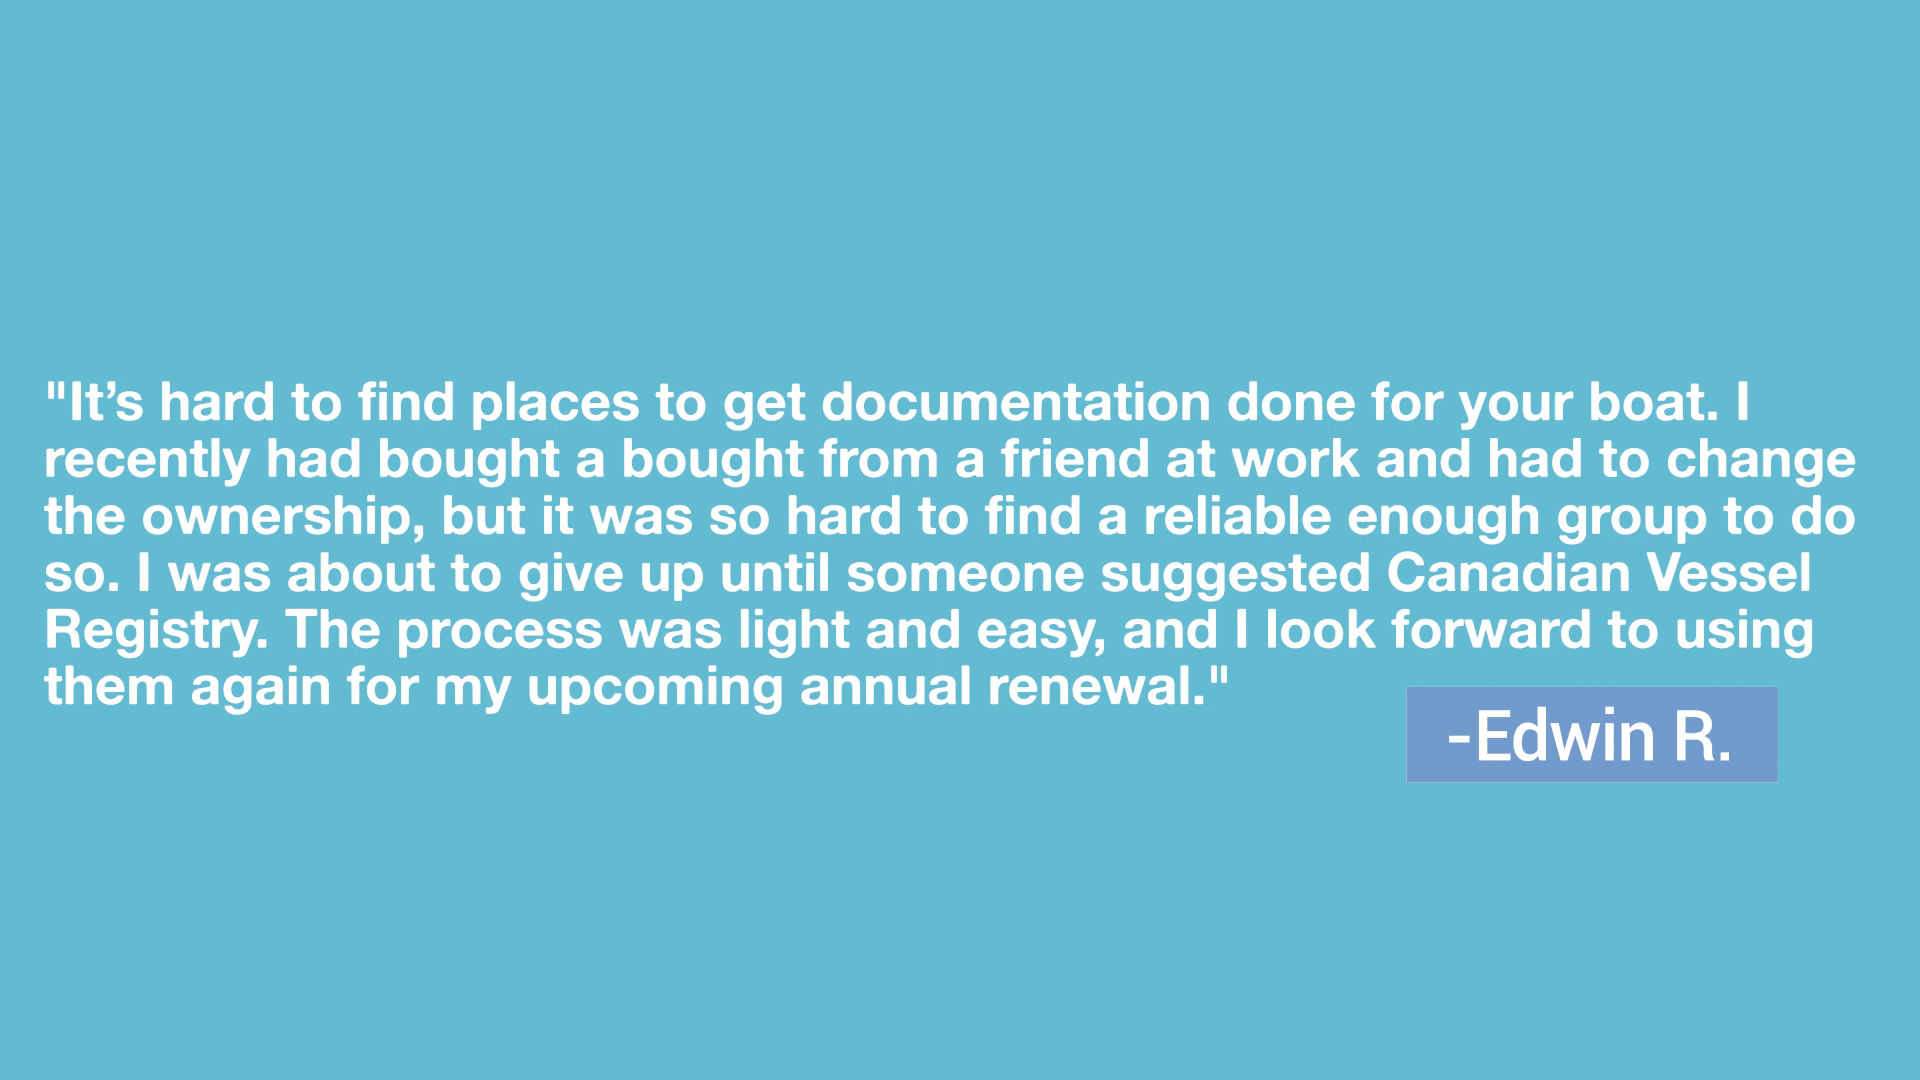 "It’s hard to find places to get documentation done for your boat. I
recently had bought a bought from a friend at work and had to change
the ownership, but it was so hard to find a reliable enough group to do
so. I was about to give up until someone suggested Canadian Vessel
Registry. The process was light and easy, and I look forward to using
them again for my upcoming annual renewal."
-Edwin R.